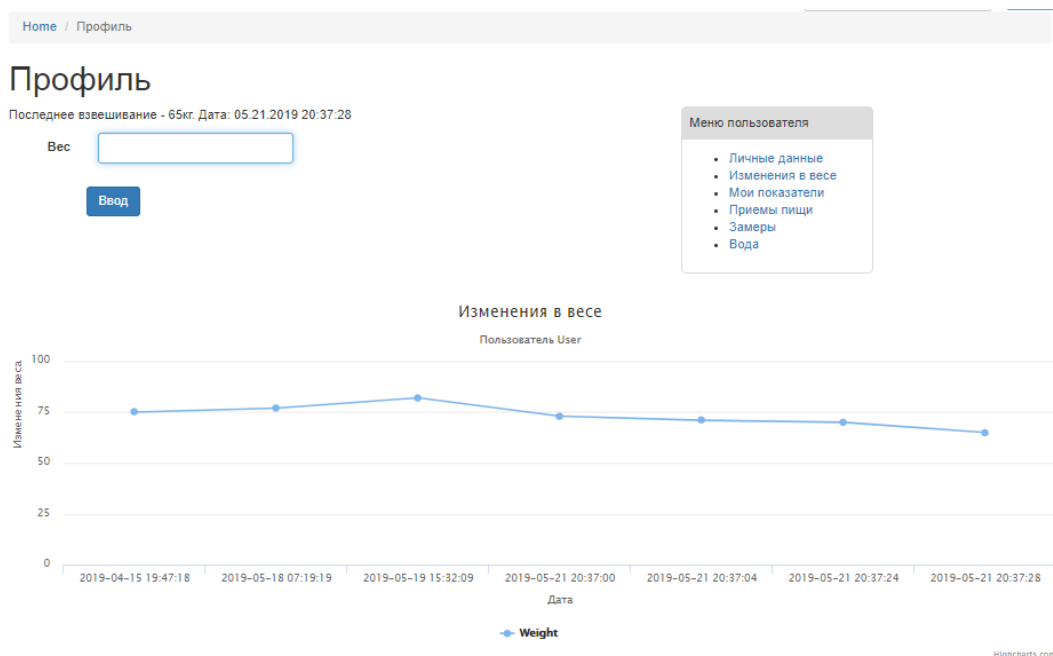 Home / Профиль
Профиль
Последнее взвешивание - 65кг. Дата: 05.21.2019 20:37:28
Вес
Ввод
Меню пользователя
Личные данные
Изменения в весе
Мои показатели
Приемы пищи
Замеры
Вода
Изменения в весе
Пользователь User
Изменения веса
100
75
50
25
0
2019-04-15 19:47:18 2019-05-18 07:19:19 2019-05-19 15:32:09 2019-05-21 20:37:00 2019-05-21 20:37:04 2019-05-21 20:37:24 2019-05-21 20:37:28
Дата
Weight
Highcharts.com